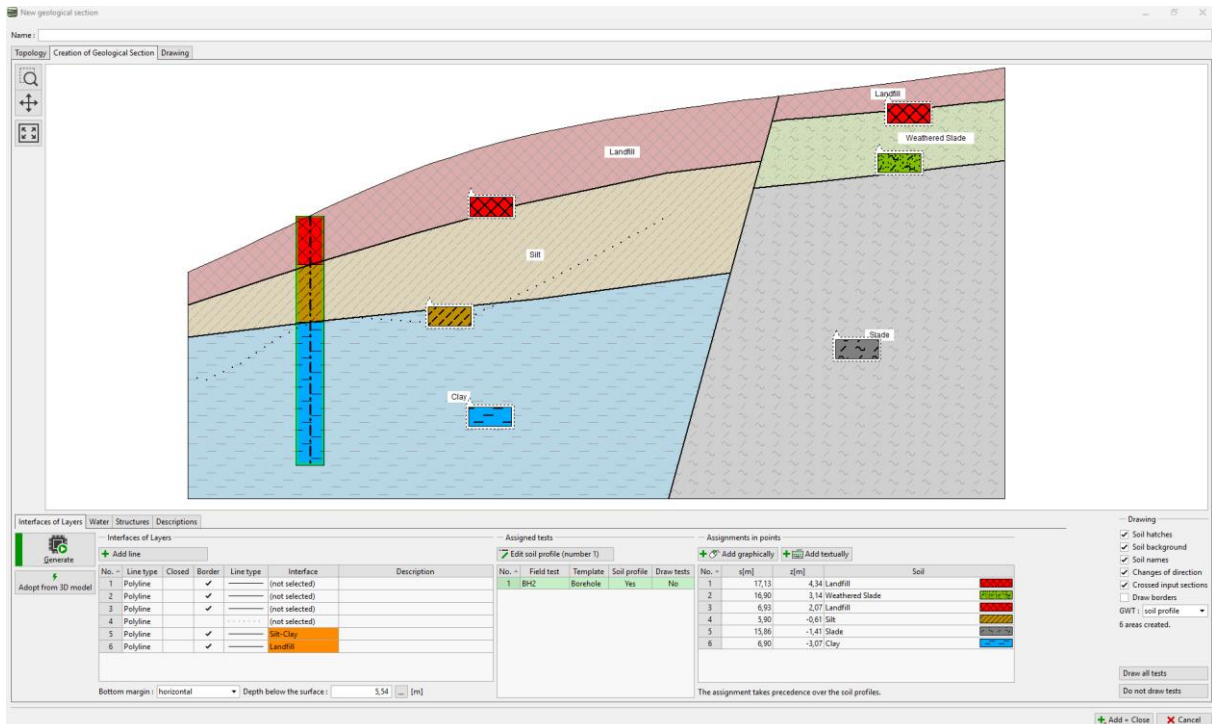 New geological section
Name :
Topology Creation of Geological Section Drawing
Landfill
Weathered Slade
Landfill
Silt
Slade
Clay
Interfaces of Layers Water Structures Descriptions
Generate
Adopt from 3D model
Interfaces of Layers
Add line
No. Line type Closed Border Line type Interface Description
1 Polyline (not selected)
2 Polyline (not selected)
3 Polyline (not selected)
4 Polyline (not selected)
5 Polyline Silt-Clay
6 Polyline Landfill
Bottom margin : horizontal Depth below the surface : 5,54 ... [m]
Assigned tests
Edit soil profile (number 1)
No. Field test Template Soil profile Draw tests
1 BH2 Borehole Yes No
Assignments in points
Add graphically Add textually
No. s[m] z[m] Soil
1 17,13 4,34 Landfill
2 16,90 3,14 Weathered Slade
3 6,93 2,07 Landfill
4 5,90 -0,61 Silt
5 15,86 -1,41 Slade
6 6,90 -3,07 Clay
The assignment takes precedence over the soil profiles.
Drawing
Soil hatches
Soil background
Soil names
Changes of direction
Crossed input sections
Draw borders
GWT : soil profile
6 areas created.
Draw all tests
Do not draw tests
Add + Close Cancel